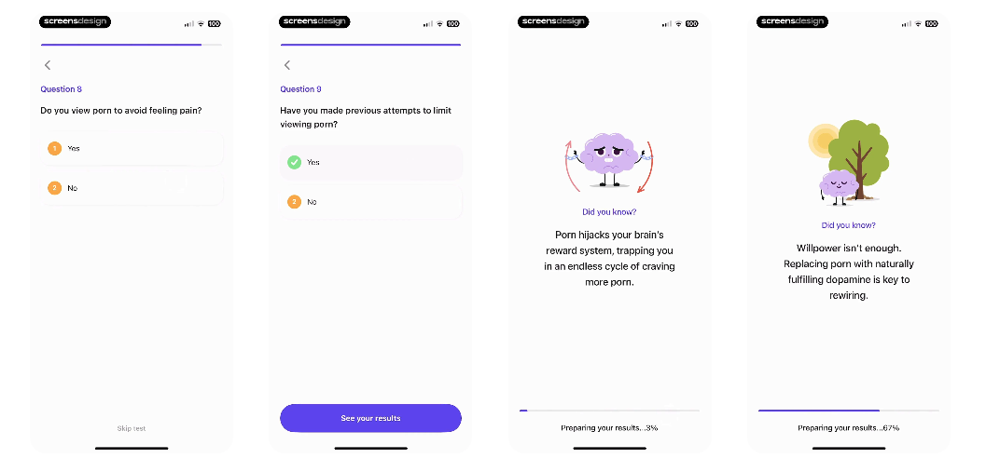 screensdesign
100
Question 8
Do you view porn to avoid feeling pain?
1 Yes
2 No
Skip test
screensdesign
100
Question 9
Have you made previous attempts to limit
viewing porn?
Yes
2 No
See your results
screensdesign
100
Did you know?
Porn hijacks your brain's
reward system, trapping you
in an endless cycle of craving
more porn.
Preparing your results...3%
screensdesign
100
Did you know?
Willpower isn't enough.
Replacing porn with naturally
fulfilling dopamine is key to
rewiring.
Preparing your results...67%